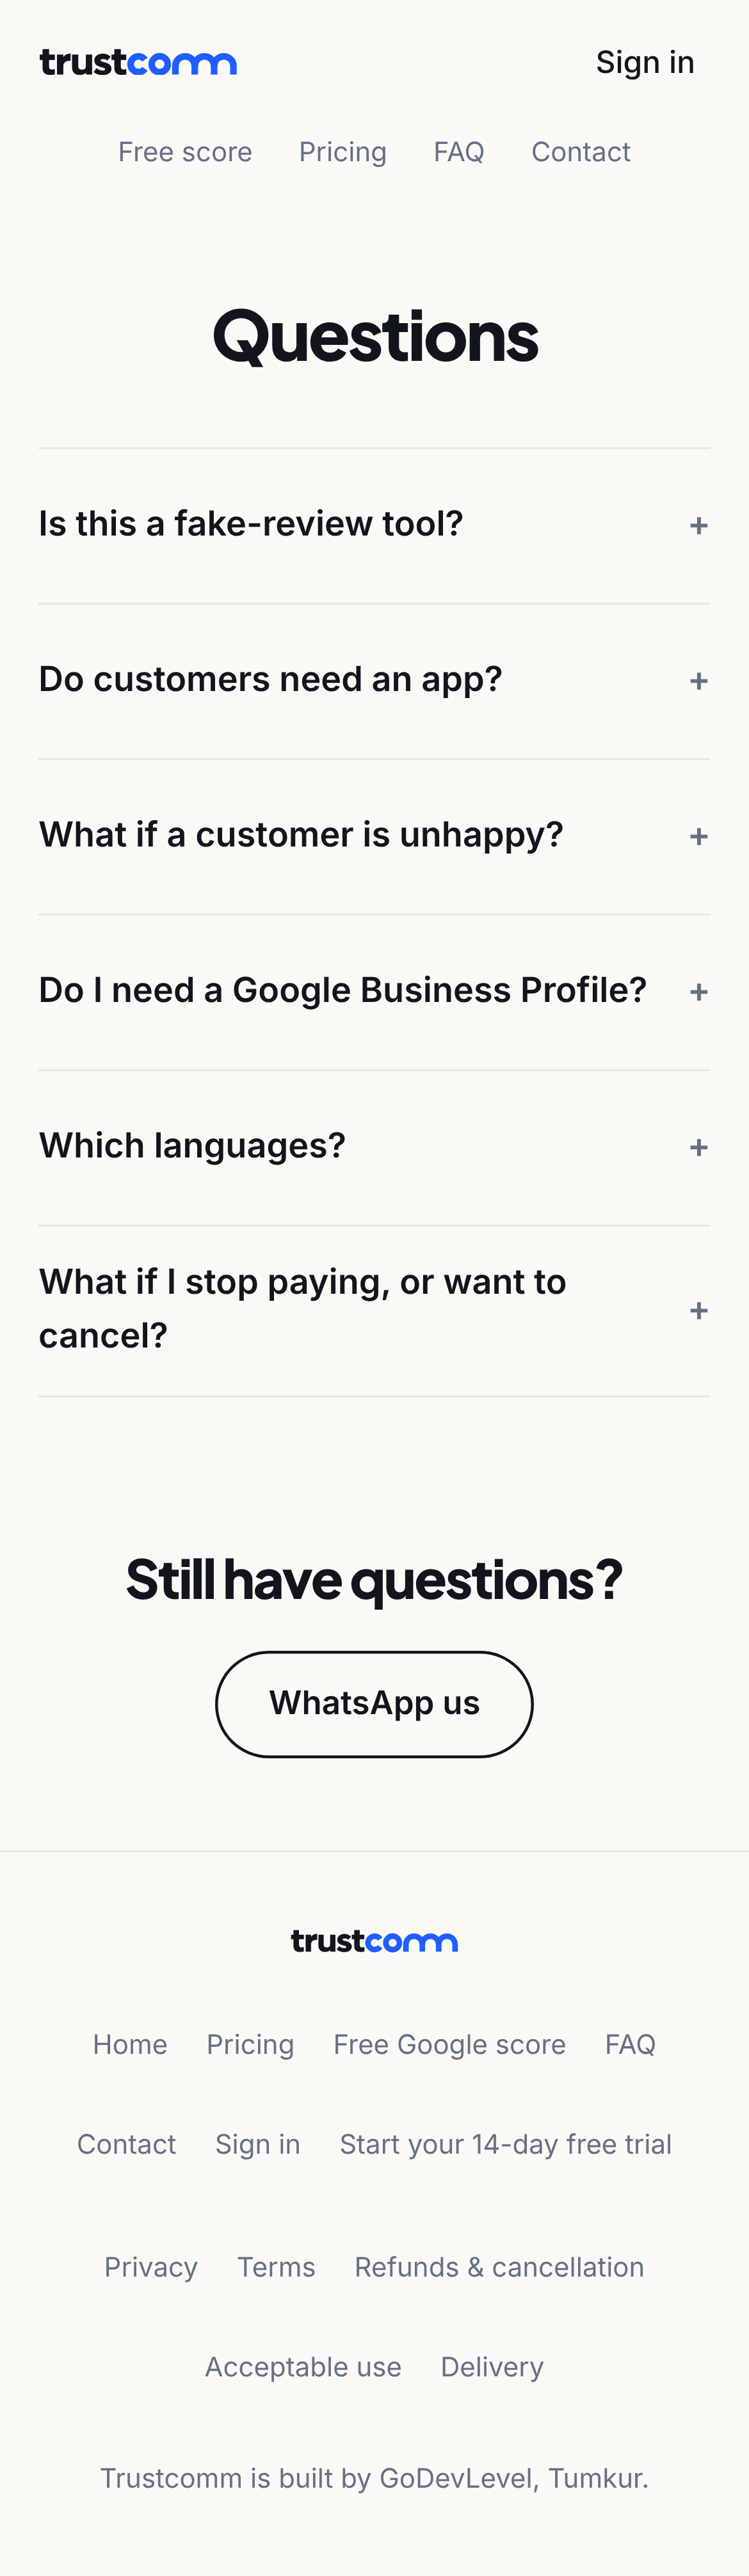 trustcomm
Sign in
Free score Pricing FAQ Contact
Questions
Is this a fake-review tool? +
Do customers need an app? +
What if a customer is unhappy? +
Do I need a Google Business Profile? +
Which languages? +
What if I stop paying, or want to
cancel? +
Still have questions?
WhatsApp us
trustcomm
Home Pricing Free Google score FAQ
Contact Sign in Start your 14-day free trial
Privacy Terms Refunds & cancellation
Acceptable use Delivery
Trustcomm is built by GoDevLevel, Tumkur.